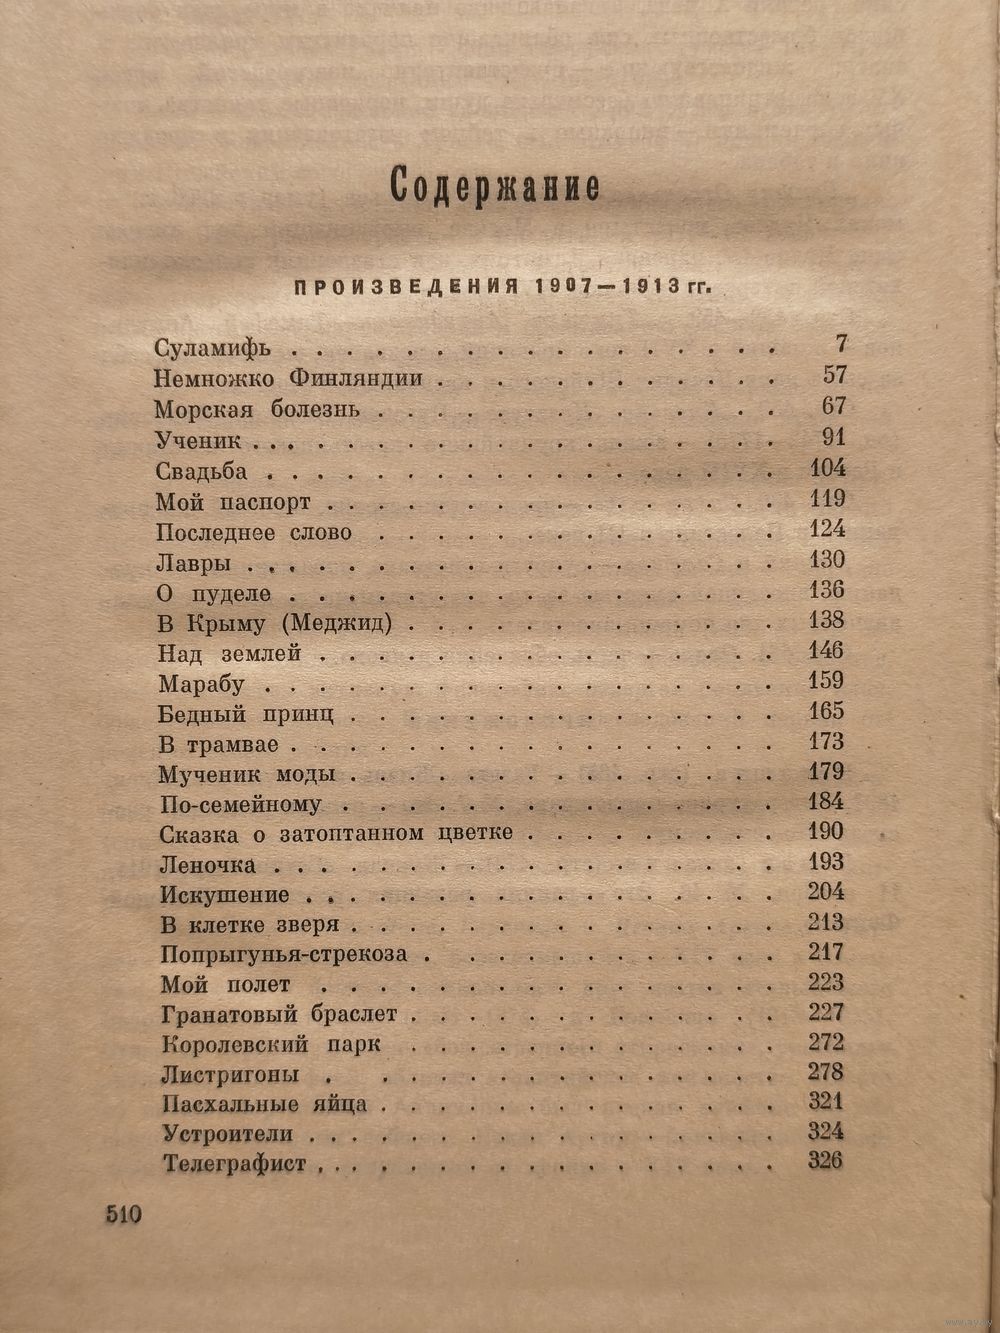 Содержание
ПРОИЗВЕДЕНИЯ 1907—1913 гг.
Суламифь . . . . . . . . . . . . . . . . . 7
Немножко Финляндии . . . . . . . . . . . . 57
Морская болезнь . . . . . . . . . . . . . . 67
Ученик . . . . . . . . . . . . . . . . . . 91
Свадьба . . . . . . . . . . . . . . . . . . 104
Мой паспорт . . . . . . . . . . . . . . . . 119
Последнее слово . . . . . . . . . . . . . . 124
Лавры . . . . . . . . . . . . . . . . . . . 130
О пуделе . . . . . . . . . . . . . . . . . 136
В Крыму (Меджид) . . . . . . . . . . . . . 138
Над землей . . . . . . . . . . . . . . . . 146
Марабу . . . . . . . . . . . . . . . . . . 159
Бедный принц . . . . . . . . . . . . . . . 165
В трамвае . . . . . . . . . . . . . . . . . 173
Мученик моды . . . . . . . . . . . . . . . 179
По-семейному . . . . . . . . . . . . . . . 184
Сказка о затоптанном цветке . . . . . . . . . 190
Леночка . . . . . . . . . . . . . . . . . . 193
Искушение . . . . . . . . . . . . . . . . . 204
В клетке зверя . . . . . . . . . . . . . . . 213
Попрыгунья-стрекоза . . . . . . . . . . . . 217
Мой полет . . . . . . . . . . . . . . . . 223
Гранатовый браслет . . . . . . . . . . . . . 227
Королевский парк . . . . . . . . . . . . . 272
Листригоны . . . . . . . . . . . . . . . 278
Пасхальные яйца . . . . . . . . . . . . . . 321
Устроители . . . . . . . . . . . . . . . . 324
Телеграфист . . . . . . . . . . . . . . . . 326
510